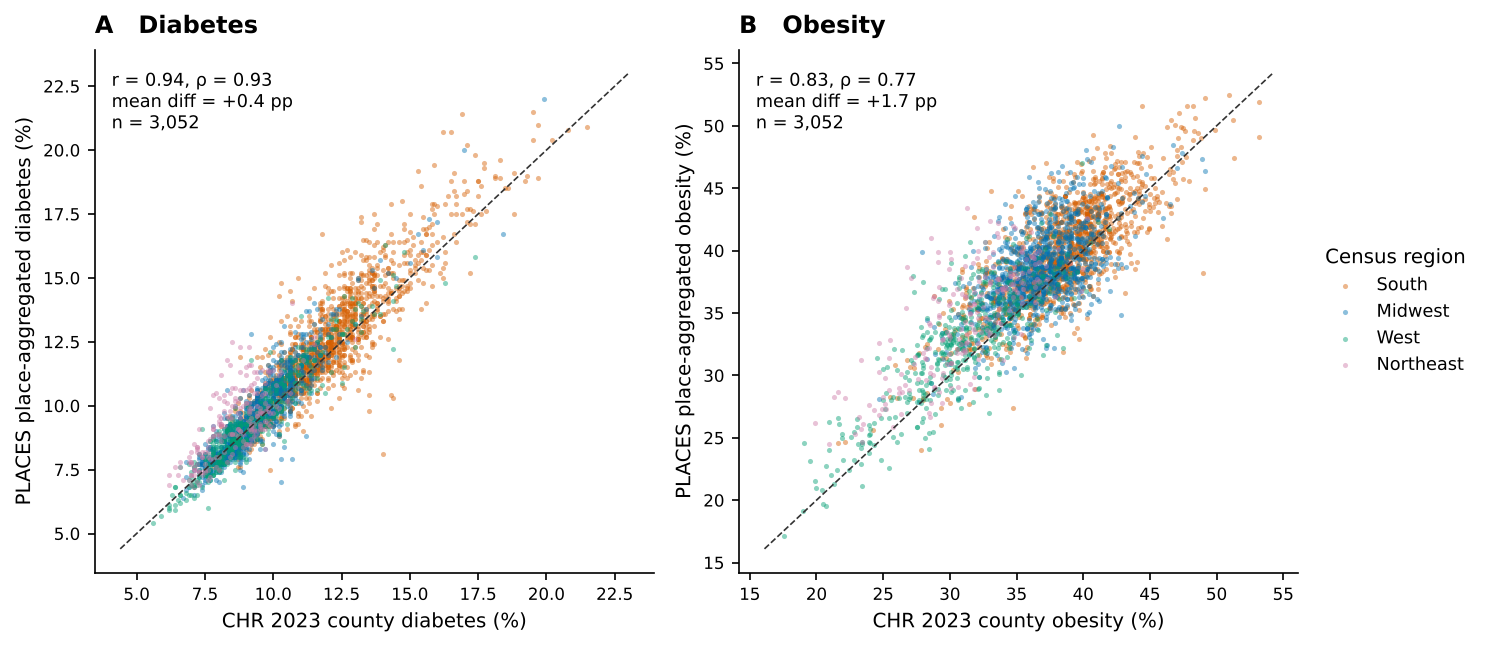 A Diabetes
r = 0.94, ρ = 0.93
mean diff = +0.4 pp
n = 3,052
PLACES place-aggregated diabetes (%)
22.5
20.0
17.5
15.0
12.5
10.0
7.5
5.0
5.0 7.5 10.0 12.5 15.0 17.5 20.0 22.5
CHR 2023 county diabetes (%)
B Obesity
r = 0.83, ρ = 0.77
mean diff = +1.7 pp
n = 3,052
PLACES place-aggregated obesity (%)
55
50
45
40
35
30
25
20
15
15 20 25 30 35 40 45 50 55
CHR 2023 county obesity (%)
Census region
South
Midwest
West
Northeast